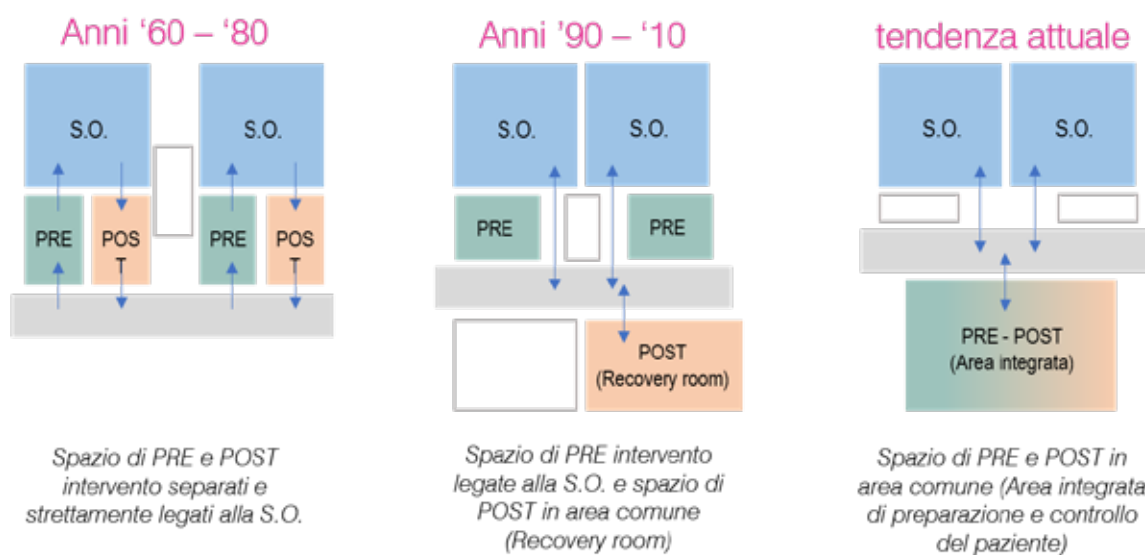 Anni ‘60 – ‘80
S.O.
S.O.
PRE
POS
T
PRE
POS
T
Spazio di PRE e POST
intervento separati e
strettamente legati alla S.O.
Anni ’90 – ‘10
S.O.
S.O.
PRE
PRE
POST
(Recovery room)
Spazio di PRE intervento
legate alla S.O. e spazio di
POST in area comune
(Recovery room)
tendenza attuale
S.O.
S.O.
PRE - POST
(Area integrata)
Spazio di PRE e POST in
area comune (Area integrata
di preparazione e controllo
del paziente)